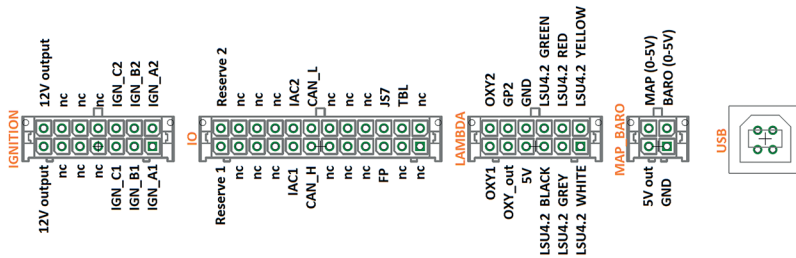 IGNITION
12V output
nc
nc
nc
IGN_C2
IGN_B2
IGN_A2
12V output
nc
nc
nc
IGN_C1
IGN_B1
IGN_A1
IO
Reserve 2
nc
nc
nc
IAC2
CAN_L
nc
nc
nc
JS7
TBL
nc
Reserve 1
nc
nc
nc
IAC1
CAN_H
nc
nc
nc
FP
nc
nc
LAMBDA
OXY2
GP2
GND
LSU4.2 GREEN
LSU4.2 RED
LSU4.2 YELLOW
OXY1
OXY_out
5V
LSU4.2 BLACK
LSU4.2 GREY
LSU4.2 WHITE
MAP_BARO
MAP (0-5V)
BARO (0-5V)
5V out
GND
USB